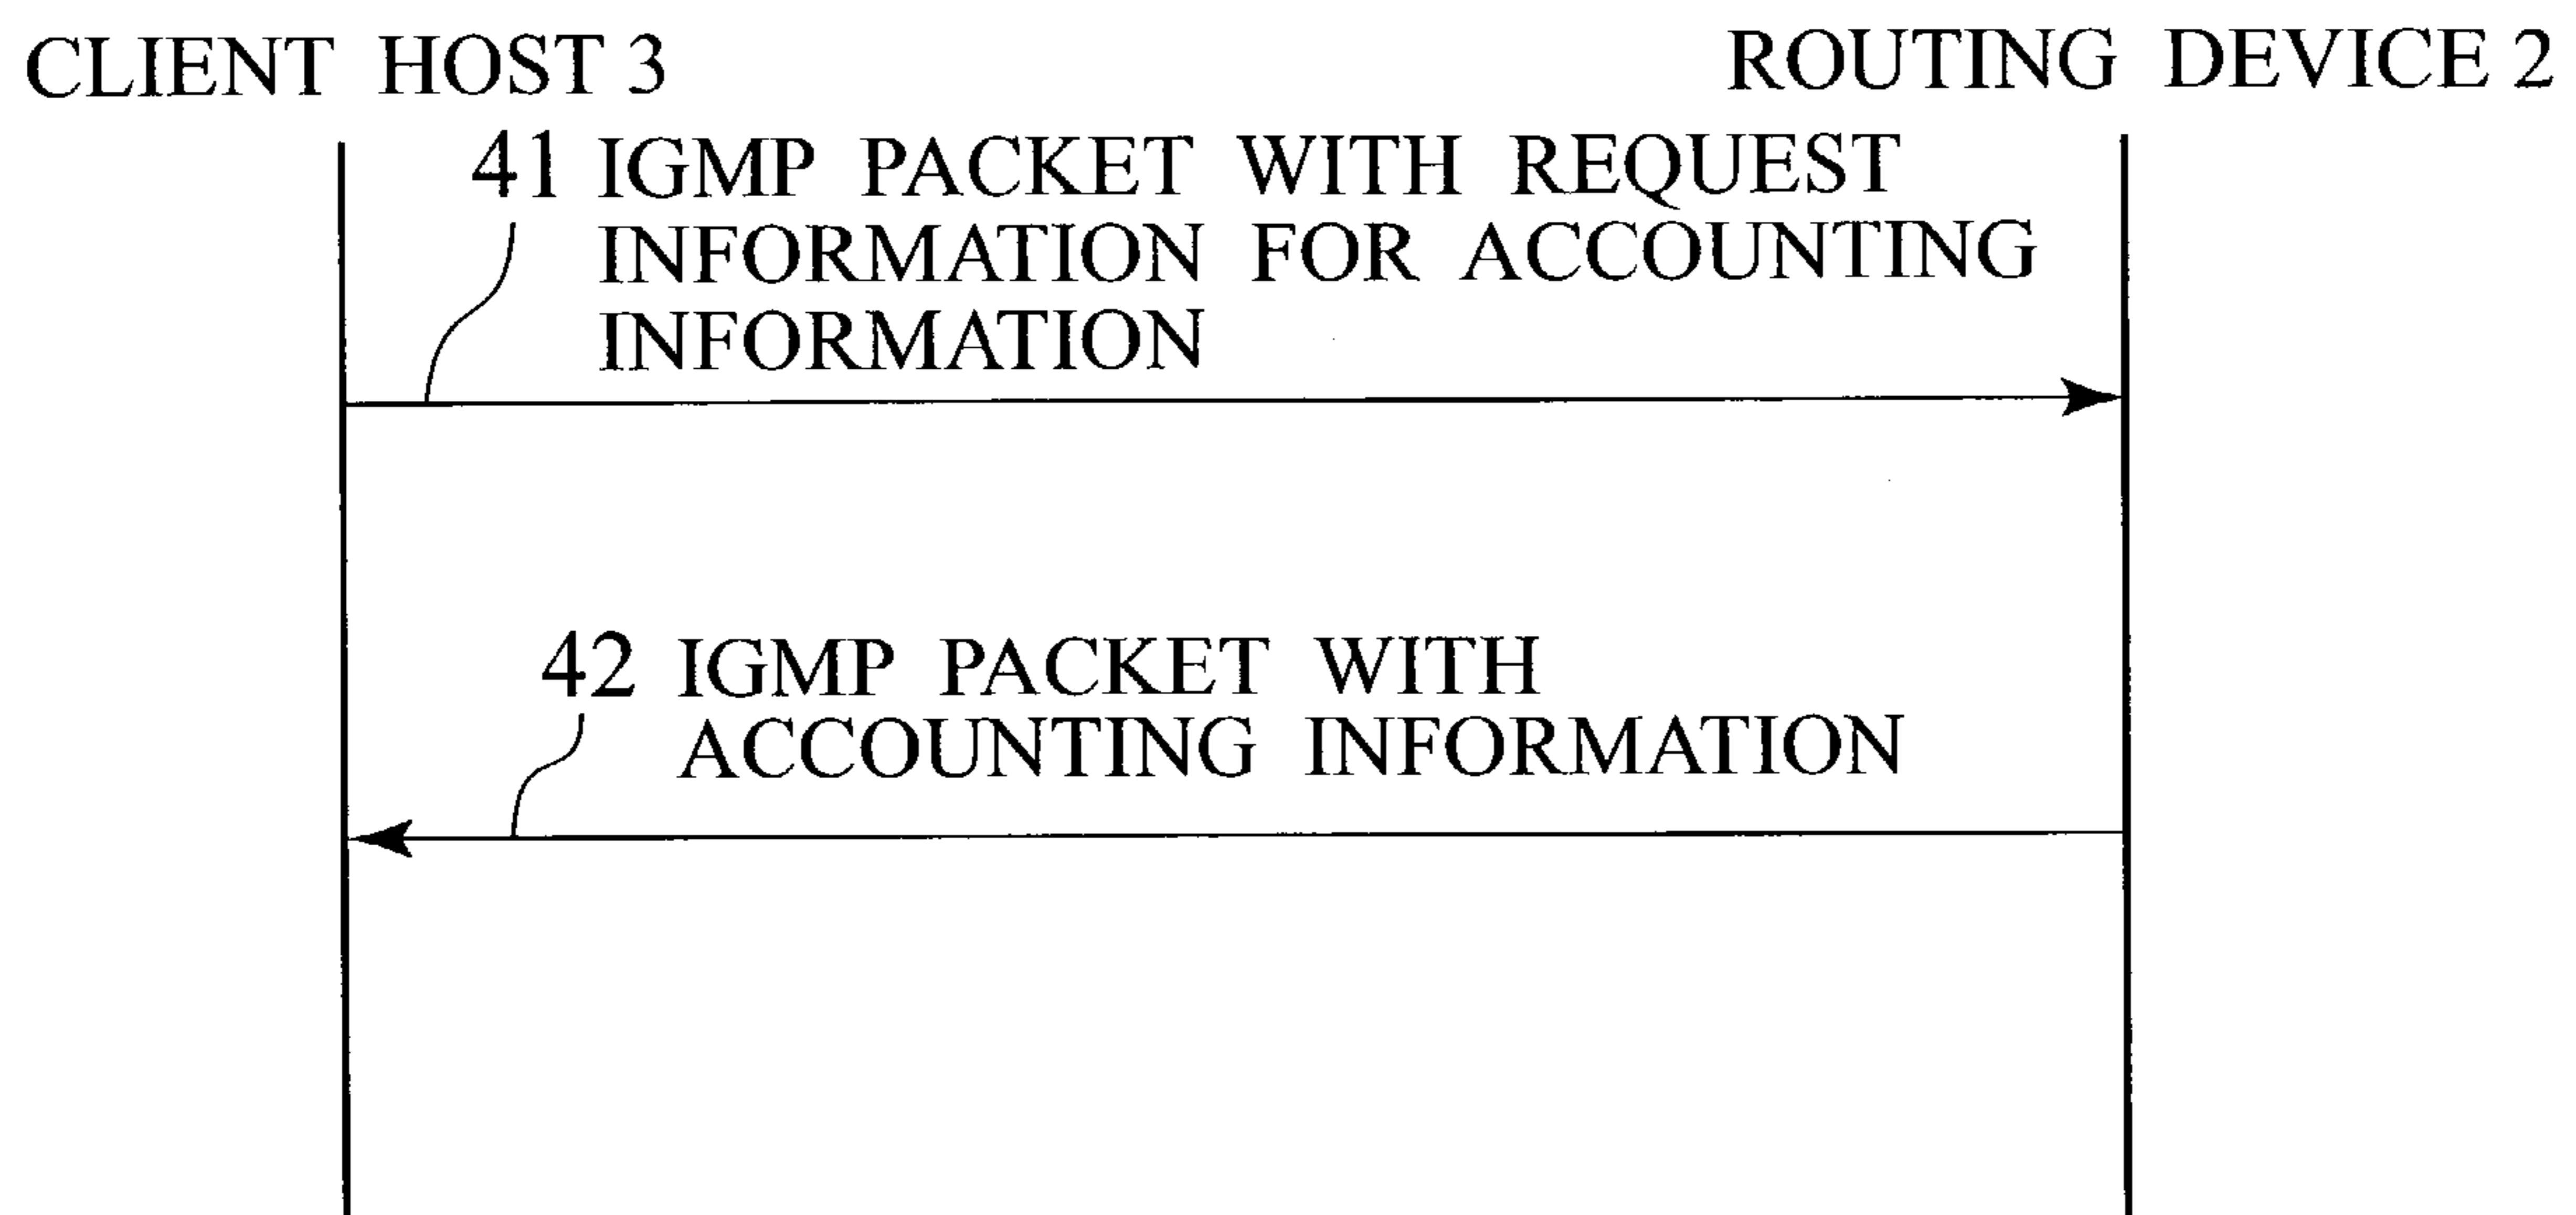 CLIENT HOST 3
ROUTING DEVICE 2
41 IGMP PACKET WITH REQUEST
INFORMATION FOR ACCOUNTING
INFORMATION
42 IGMP PACKET WITH
ACCOUNTING INFORMATION